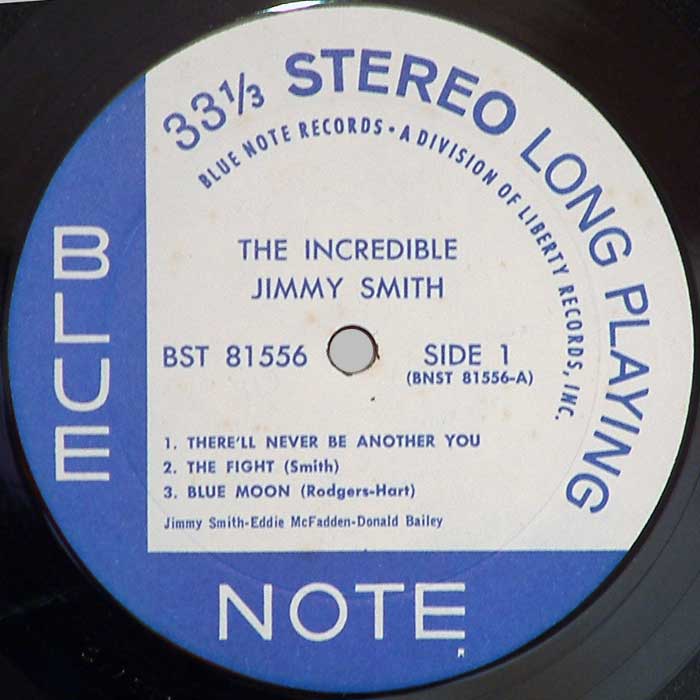 33 1/3 STEREO LONG PLAYING
BLUE NOTE RECORDS • A DIVISION OF LIBERTY RECORDS, INC.
BLUE
THE INCREDIBLE
JIMMY SMITH
BST 81556
SIDE 1
(BNST 81556-A)
1. THERE'LL NEVER BE ANOTHER YOU
2. THE FIGHT (Smith)
3. BLUE MOON (Rodgers-Hart)
Jimmy Smith-Eddie McFadden-Donald Bailey
NOTE
R